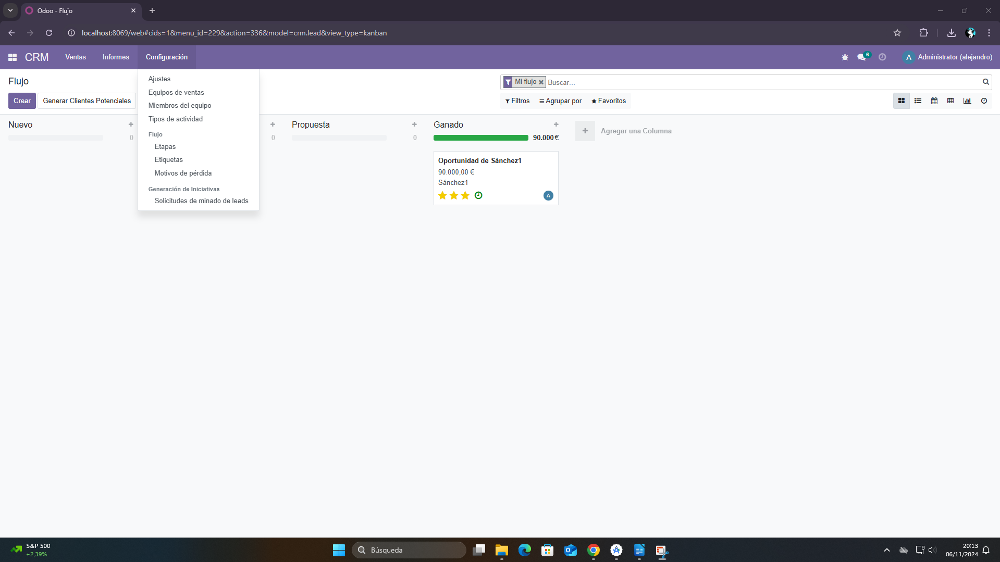 Odoo - Flujo
localhost:8069/web#cids=1&menu_id=229&action=336&model=crm.lead&view_type=kanban
CRM
Ventas
Informes
Configuración
6
A
Administrator (alejandro)
Flujo
Mi flujo
Buscar...
Crear
Generar Clientes Potenciales
Filtros
Agrupar por
Favoritos
Ajustes
Equipos de ventas
Miembros del equipo
Tipos de actividad
Flujo
Etapas
Etiquetas
Motivos de pérdida
Generación de Iniciativas
Solicitudes de minado de leads
Nuevo
0
0
Propuesta
0
Ganado
90.000 €
Agregar una Columna
Oportunidad de Sánchez1
90.000,00 €
Sánchez1
A
S&P 500
+2,39%
Búsqueda
20:13
06/11/2024